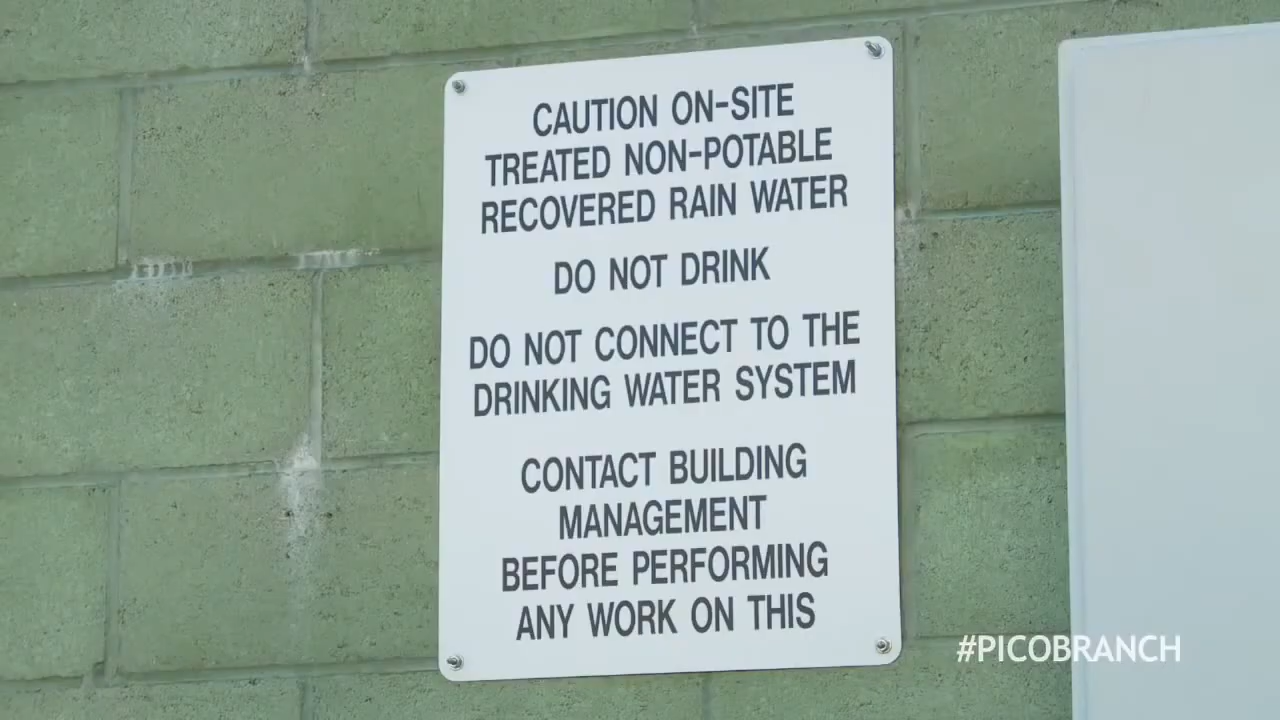 CAUTION ON-SITE
TREATED NON-POTABLE
RECOVERED RAIN WATER
DO NOT DRINK
DO NOT CONNECT TO THE
DRINKING WATER SYSTEM
CONTACT BUILDING
MANAGEMENT
BEFORE PERFORMING
ANY WORK ON THIS
#PICOBRANCH